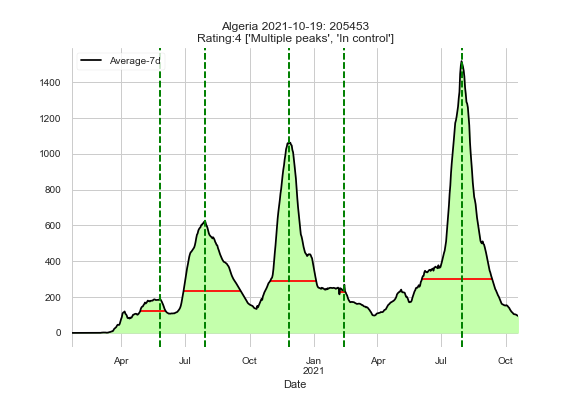 Algeria 2021-10-19: 205453
Rating:4 ['Multiple peaks', 'In control']
Average-7d
1400
1200
1000
800
600
400
200
0
Apr Jul Oct Jan Apr Jul Oct
2021
Date